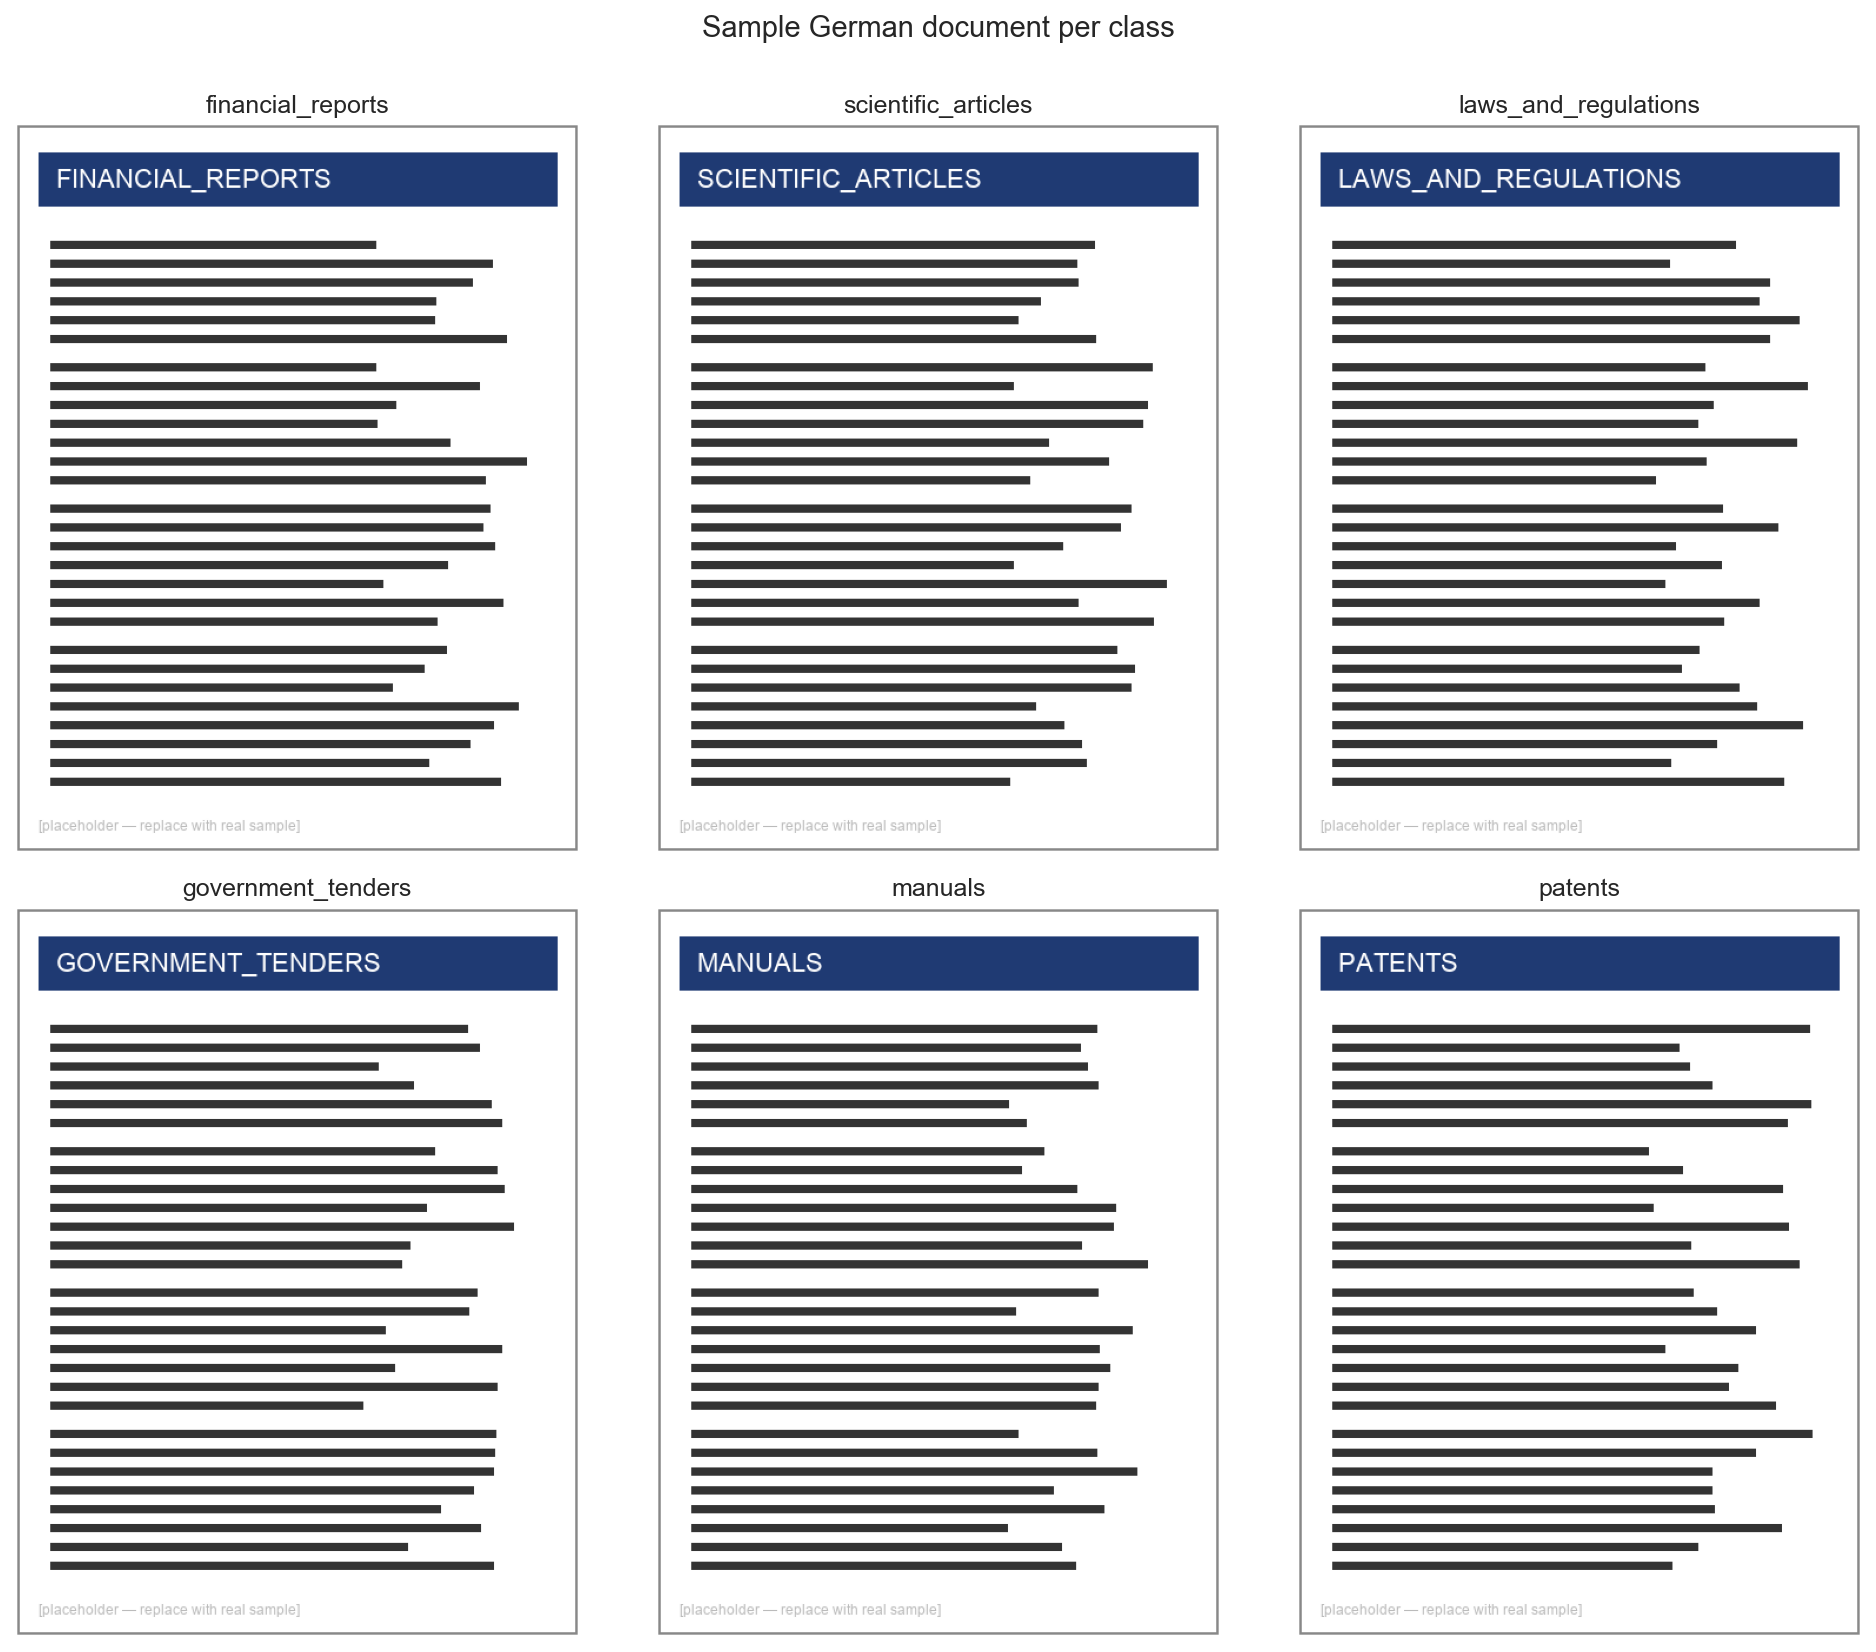 Sample German document per class
financial_reports
scientific_articles
laws_and_regulations
FINANCIAL_REPORTS
SCIENTIFIC_ARTICLES
LAWS_AND_REGULATIONS
[placeholder — replace with real sample]
[placeholder — replace with real sample]
[placeholder — replace with real sample]
government_tenders
manuals
patents
GOVERNMENT_TENDERS
MANUALS
PATENTS
[placeholder — replace with real sample]
[placeholder — replace with real sample]
[placeholder — replace with real sample]